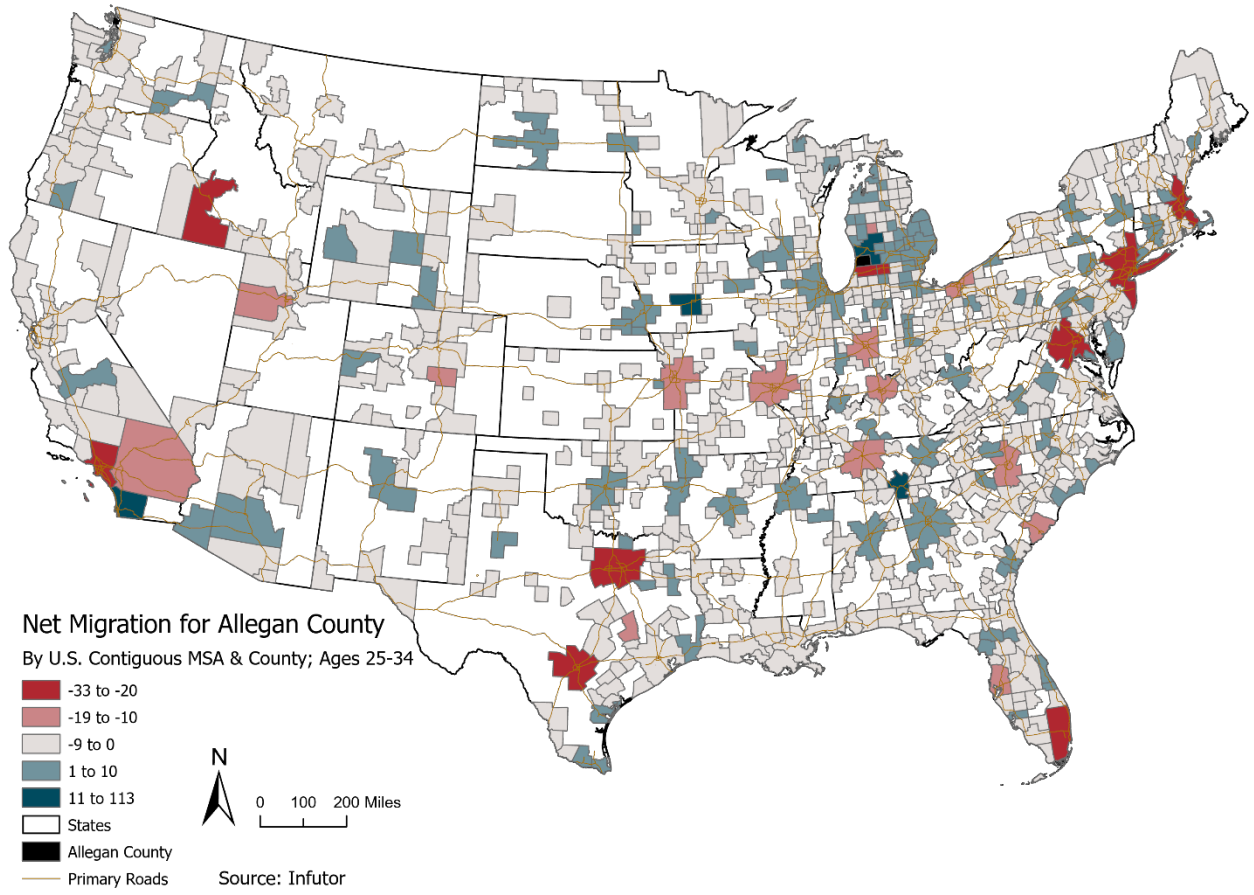 Net Migration for Allegan County
By U.S. Contiguous MSA & County; Ages 25-34
-33 to -20
-19 to -10
-9 to 0
1 to 10
11 to 113
States
Allegan County
Primary Roads
N
0 100 200 Miles
Source: Infutor